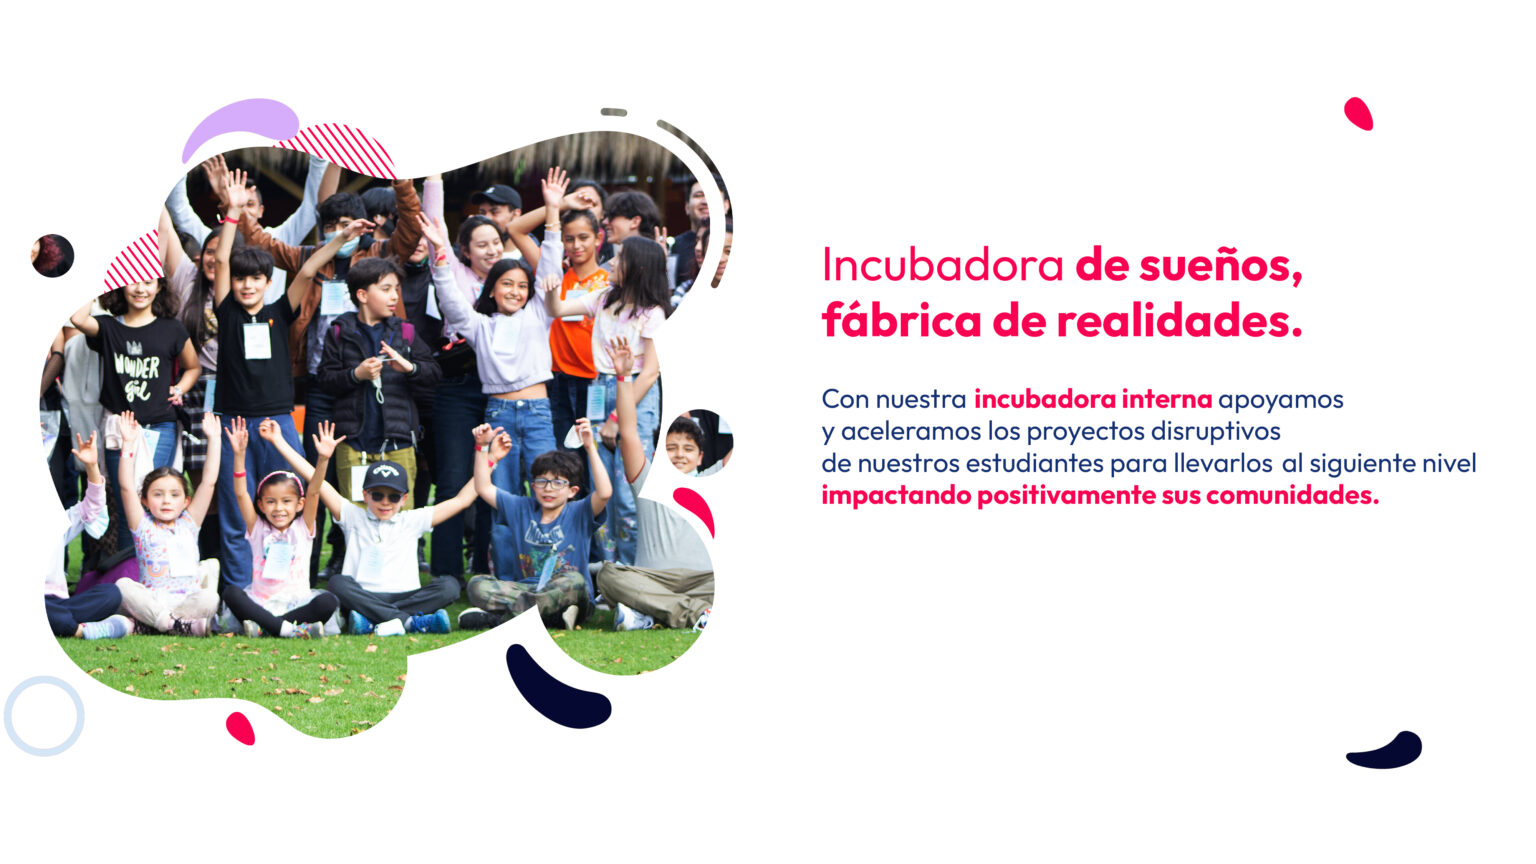 Incubadora de sueños,
fábrica de realidades.
Con nuestra incubadora interna apoyamos
y aceleramos los proyectos disruptivos
de nuestros estudiantes para llevarlos al siguiente nivel
impactando positivamente sus comunidades.
WONDER
girl